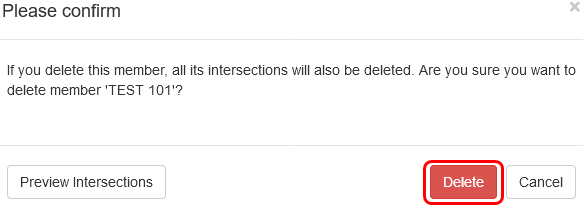 Please confirm
×
If you delete this member, all its intersections will also be deleted. Are you sure you want to
delete member 'TEST 101'?
Preview Intersections Delete Cancel